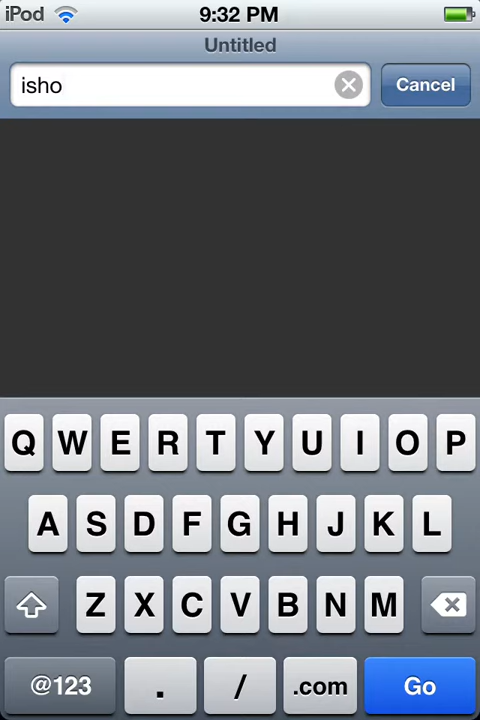 iPod 9:32 PM
Untitled
isho Cancel
Q W E R T Y U I O P
A S D F G H J K L
Z X C V B N M
@123 . / .com Go